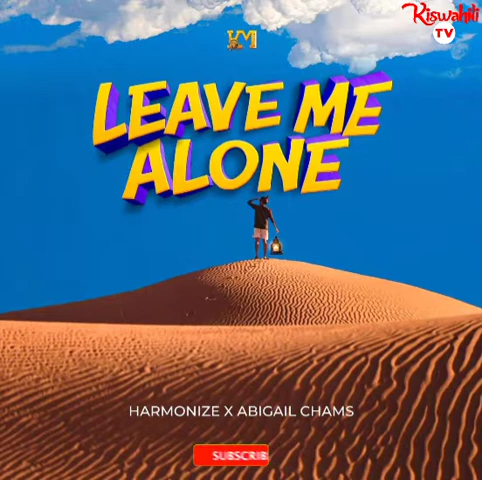 Kiswahili
TV
LEAVE ME
ALONE
HARMONIZE X ABIGAIL CHAMS
SUBSCRIB